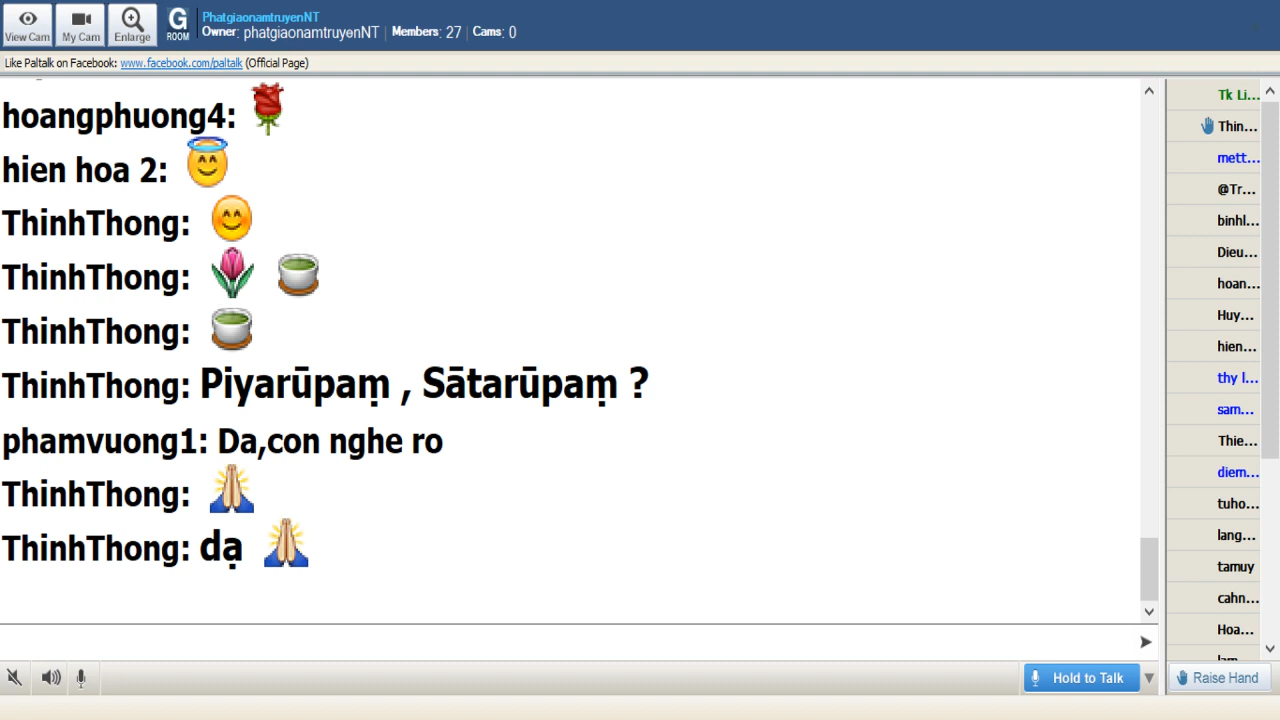 PhatgiaonamtruyenNT
Owner: phatgiaonamtruyenNT | Members: 27 | Cams: 0
View Cam
My Cam
Enlarge
G
ROOM
Like Paltalk on Facebook: www.facebook.com/paltalk (Official Page)
hoangphuong4:
hien hoa 2:
ThinhThong:
ThinhThong:
ThinhThong:
ThinhThong: Piyarūpaṃ , Sātarūpaṃ ?
phamvuong1: Da,con nghe ro
ThinhThong:
ThinhThong: dạ
Tk Li...
Thin...
mett...
@Tr...
binhl...
Dieu...
hoan...
Huy...
hien...
thy l...
sam...
Thie...
diem...
tuho...
lang...
tamuy
cahn...
Hoa...
Hold to Talk
Raise Hand